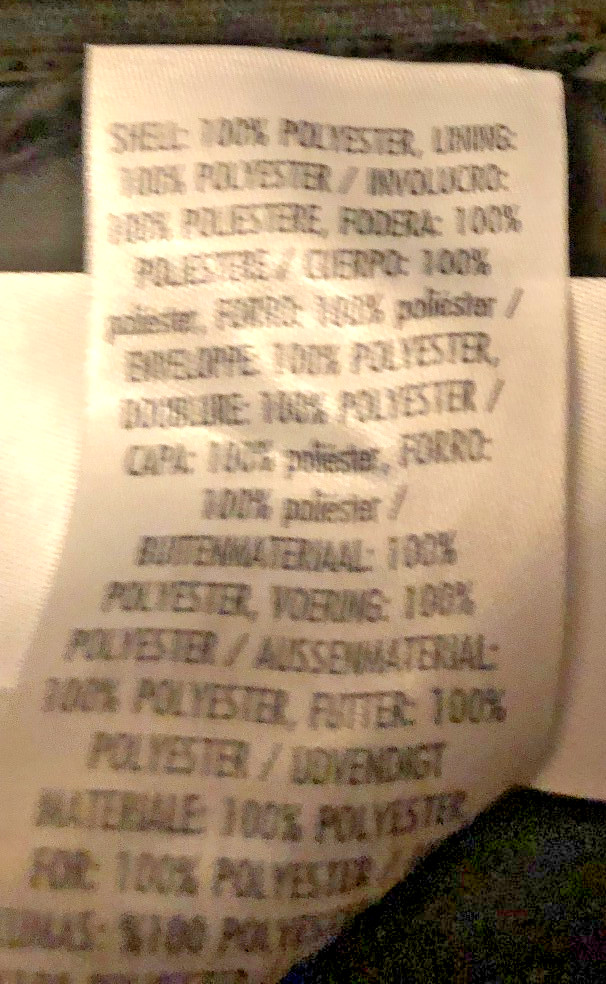 SHELL: 100% POLYESTER, LINING:
100% POLYESTER / INVOLUCRO:
100% POLIESTERE, FODERA: 100%
POLIESTERE / CUERPO: 100%
poliéster, FORRO: 100% poliéster /
ENVELOPPE: 100% POLYESTER,
DOUBLURE: 100% POLYESTER /
CAPA: 100% poliéster, FORRO:
100% poliéster /
BUITENMATERIAAL: 100%
POLYESTER, VOERING: 100%
POLYESTER / AUSSENMATERIAL:
100% POLYESTER, FUTTER: 100%
POLYESTER / UDVENDIGT
MATERIALE: 100% POLYESTER,
FOR: 100% POLYESTER /
%100